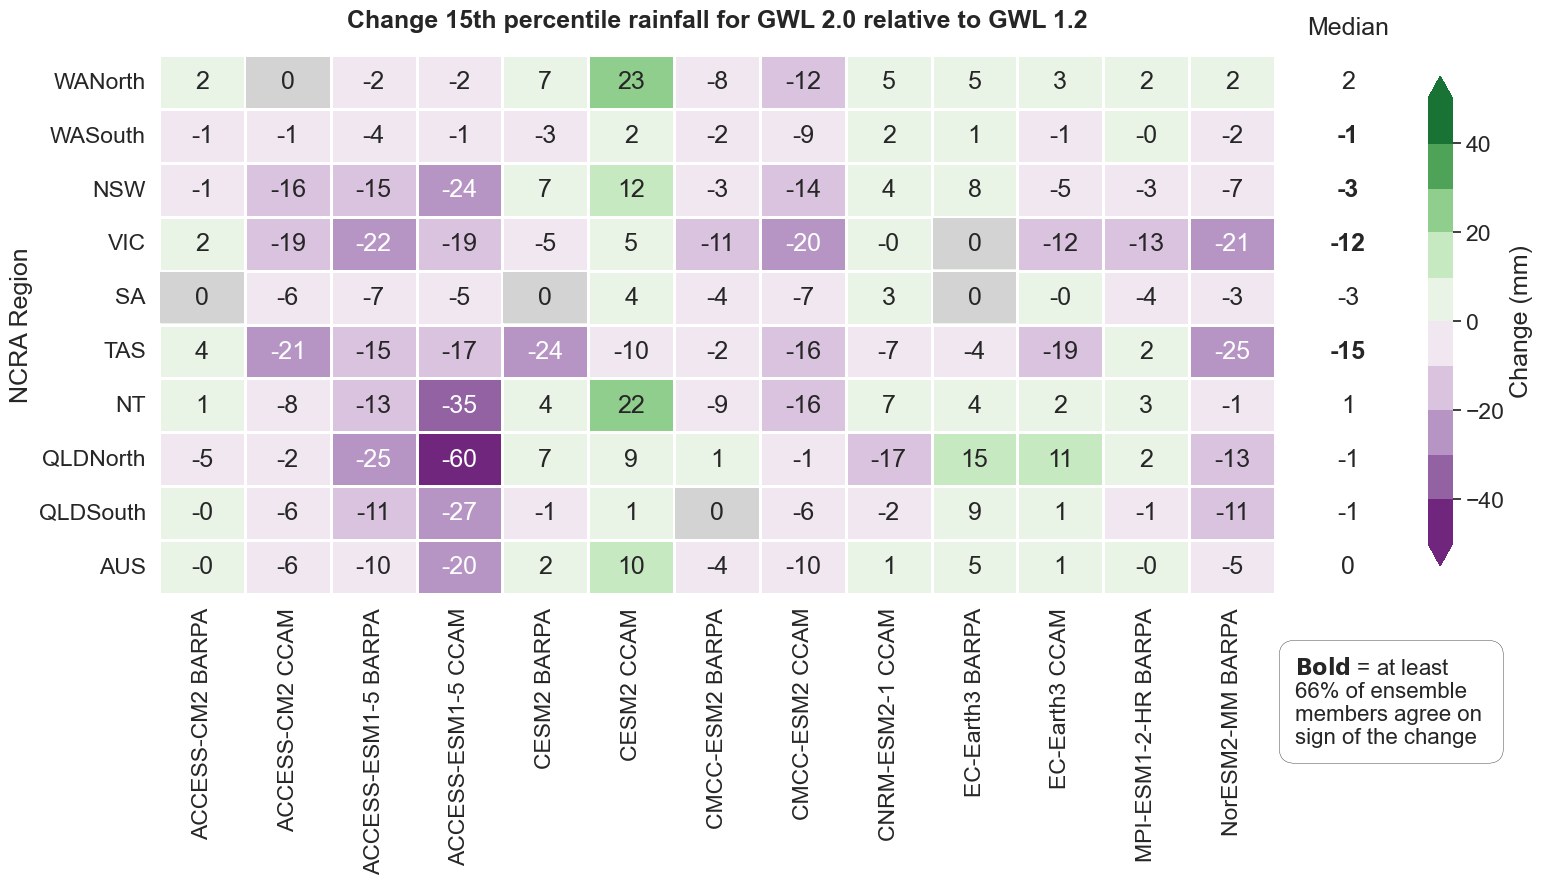 Change 15th percentile rainfall for GWL 2.0 relative to GWL 1.2
Median
NCRA Region
WANorth 2 0 -2 -2 7 23 -8 -12 5 5 3 2 2 2
WASouth -1 -1 -4 -1 -3 2 -2 -9 2 1 -1 -0 -2 -1
NSW -1 -16 -15 -24 7 12 -3 -14 4 8 -5 -3 -7 -3
VIC 2 -19 -22 -19 -5 5 -11 -20 -0 0 -12 -13 -21 -12
SA 0 -6 -7 -5 0 4 -4 -7 3 0 -0 -4 -3 -3
TAS 4 -21 -15 -17 -24 -10 -2 -16 -7 -4 -19 2 -25 -15
NT 1 -8 -13 -35 4 22 -9 -16 7 4 2 3 -1 1
QLDNorth -5 -2 -25 -60 7 9 1 -1 -17 15 11 2 -13 -1
QLDSouth -0 -6 -11 -27 -1 1 0 -6 -2 9 1 -1 -11 -1
AUS -0 -6 -10 -20 2 10 -4 -10 1 5 1 -0 -5 0
ACCESS-CM2 BARPA
ACCESS-CM2 CCAM
ACCESS-ESM1-5 BARPA
ACCESS-ESM1-5 CCAM
CESM2 BARPA
CESM2 CCAM
CMCC-ESM2 BARPA
CMCC-ESM2 CCAM
CNRM-ESM2-1 CCAM
EC-Earth3 BARPA
EC-Earth3 CCAM
MPI-ESM1-2-HR BARPA
NorESM2-MM BARPA
40
20
0
−20
−40
Change (mm)
Bold = at least
66% of ensemble
members agree on
sign of the change